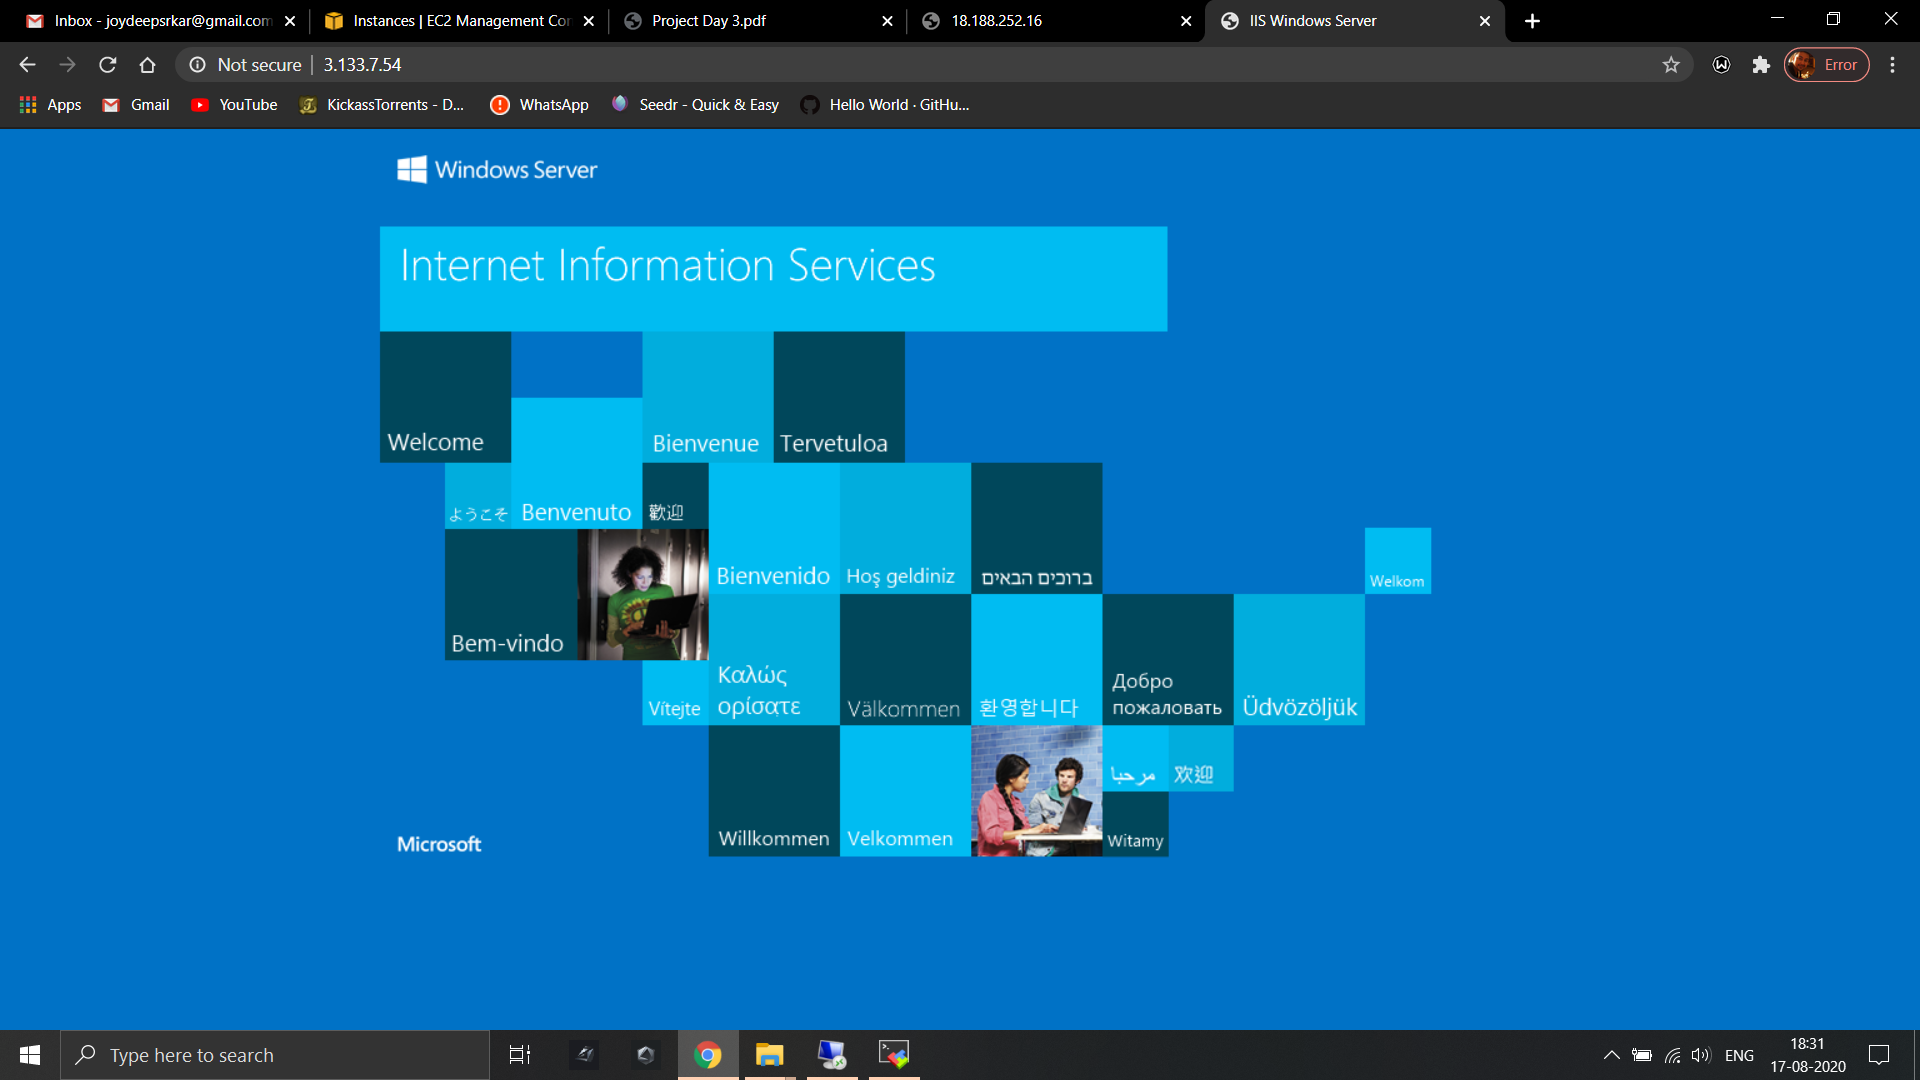 Inbox - joydeepsrkar@gmail.com
Instances | EC2 Management Con
Project Day 3.pdf
18.188.252.16
IIS Windows Server
Not secure
3.133.7.54
Error
Apps
Gmail
YouTube
KickassTorrents - D...
WhatsApp
Seedr - Quick & Easy
Hello World · GitHu...
Windows Server
Internet Information Services
Welcome
Bienvenue
Tervetuloa
ようこそ
Benvenuto
歡迎
Bienvenido
Hoş geldiniz
ברוכים הבאים
Welkom
Bem-vindo
Vítejte
Καλώς
ορίσατε
Välkommen
환영합니다
Добро
пожаловать
Üdvözöljük
مرحبا
欢迎
Willkommen
Velkommen
Witamy
Microsoft
Type here to search
ENG
18:31
17-08-2020